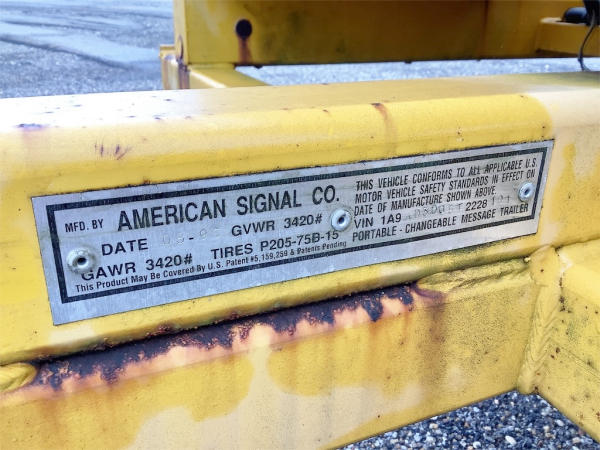 MFD. BY AMERICAN SIGNAL CO.
DATE GVWR 3420#
GAWR 3420# TIRES P205-75B-15
This Product May Be Covered By U.S. Patent #5,159,259 & Patents Pending
THIS VEHICLE CONFORMS TO ALL APPLICABLE U.S.
MOTOR VEHICLE SAFETY STANDARDS IN EFFECT ON
DATE OF MANUFACTURE SHOWN ABOVE.
VIN 1A9 2228
PORTABLE - CHANGEABLE MESSAGE TRAILER